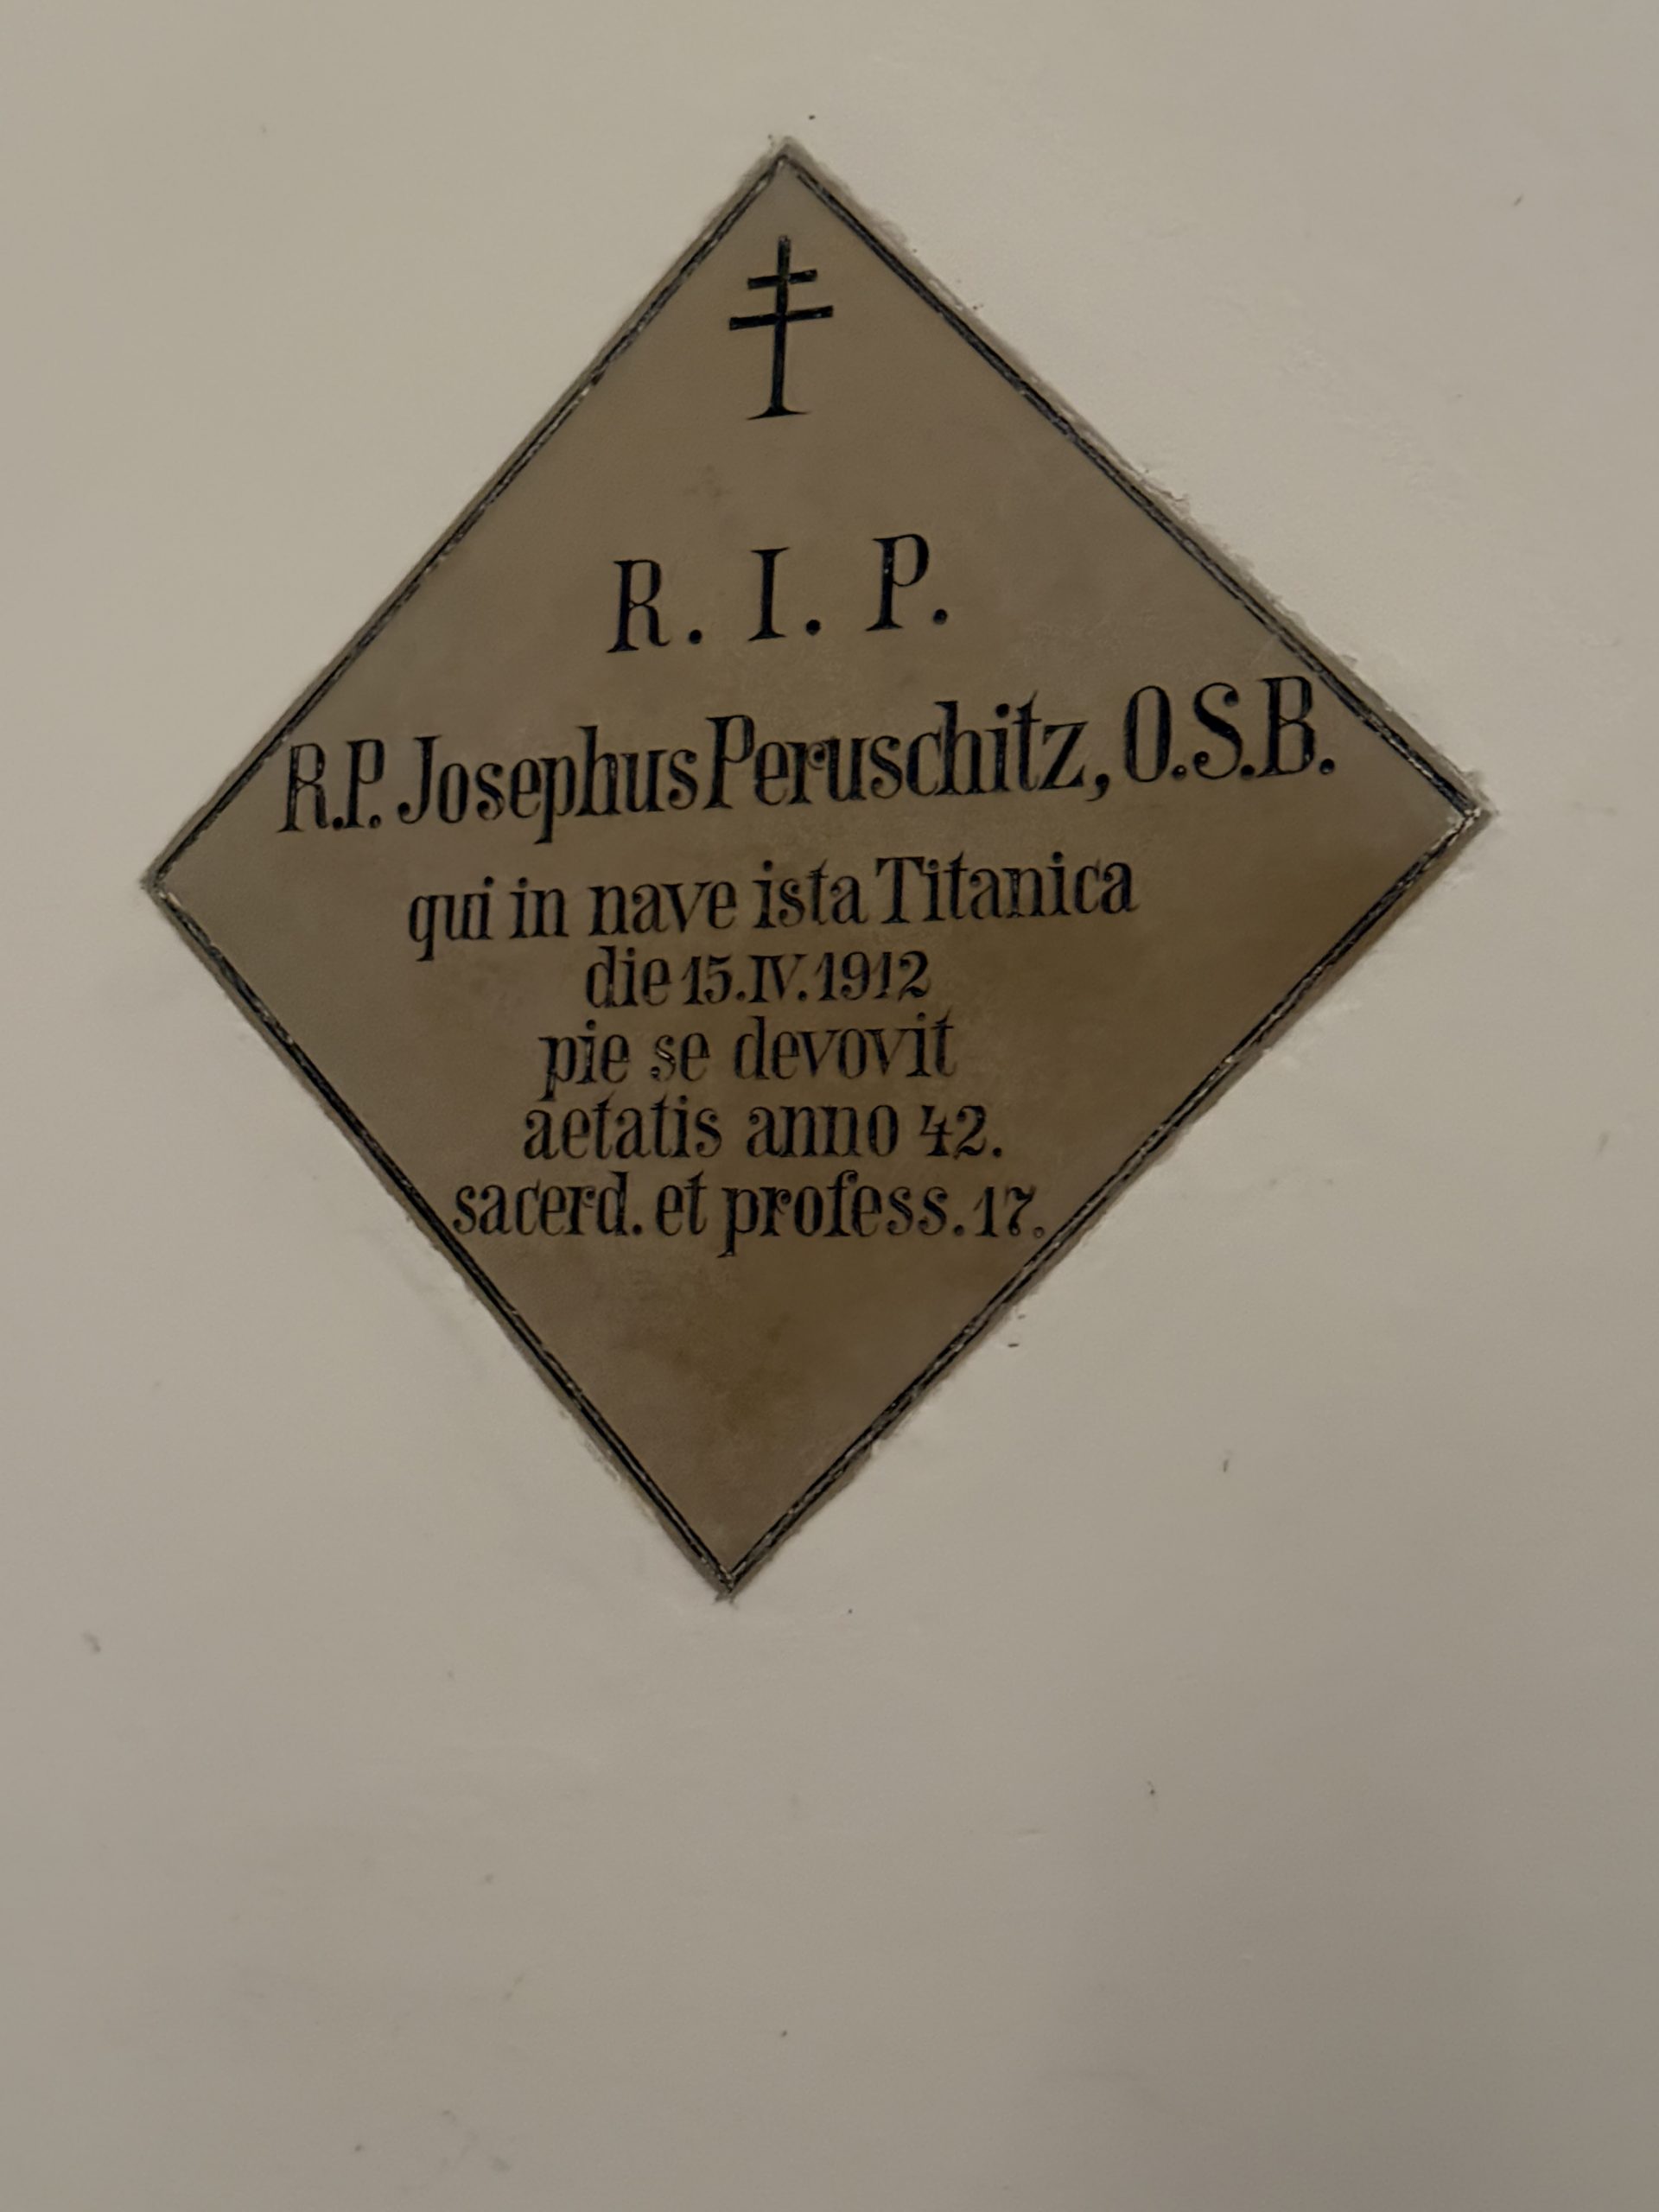 R. I. P.
R.P. Josephus Peruschitz, O.S.B.
qui in nave ista Titanica
die 15.IV.1912
pie se devovit
aetatis anno 42.
sacerd. et profess. 17.